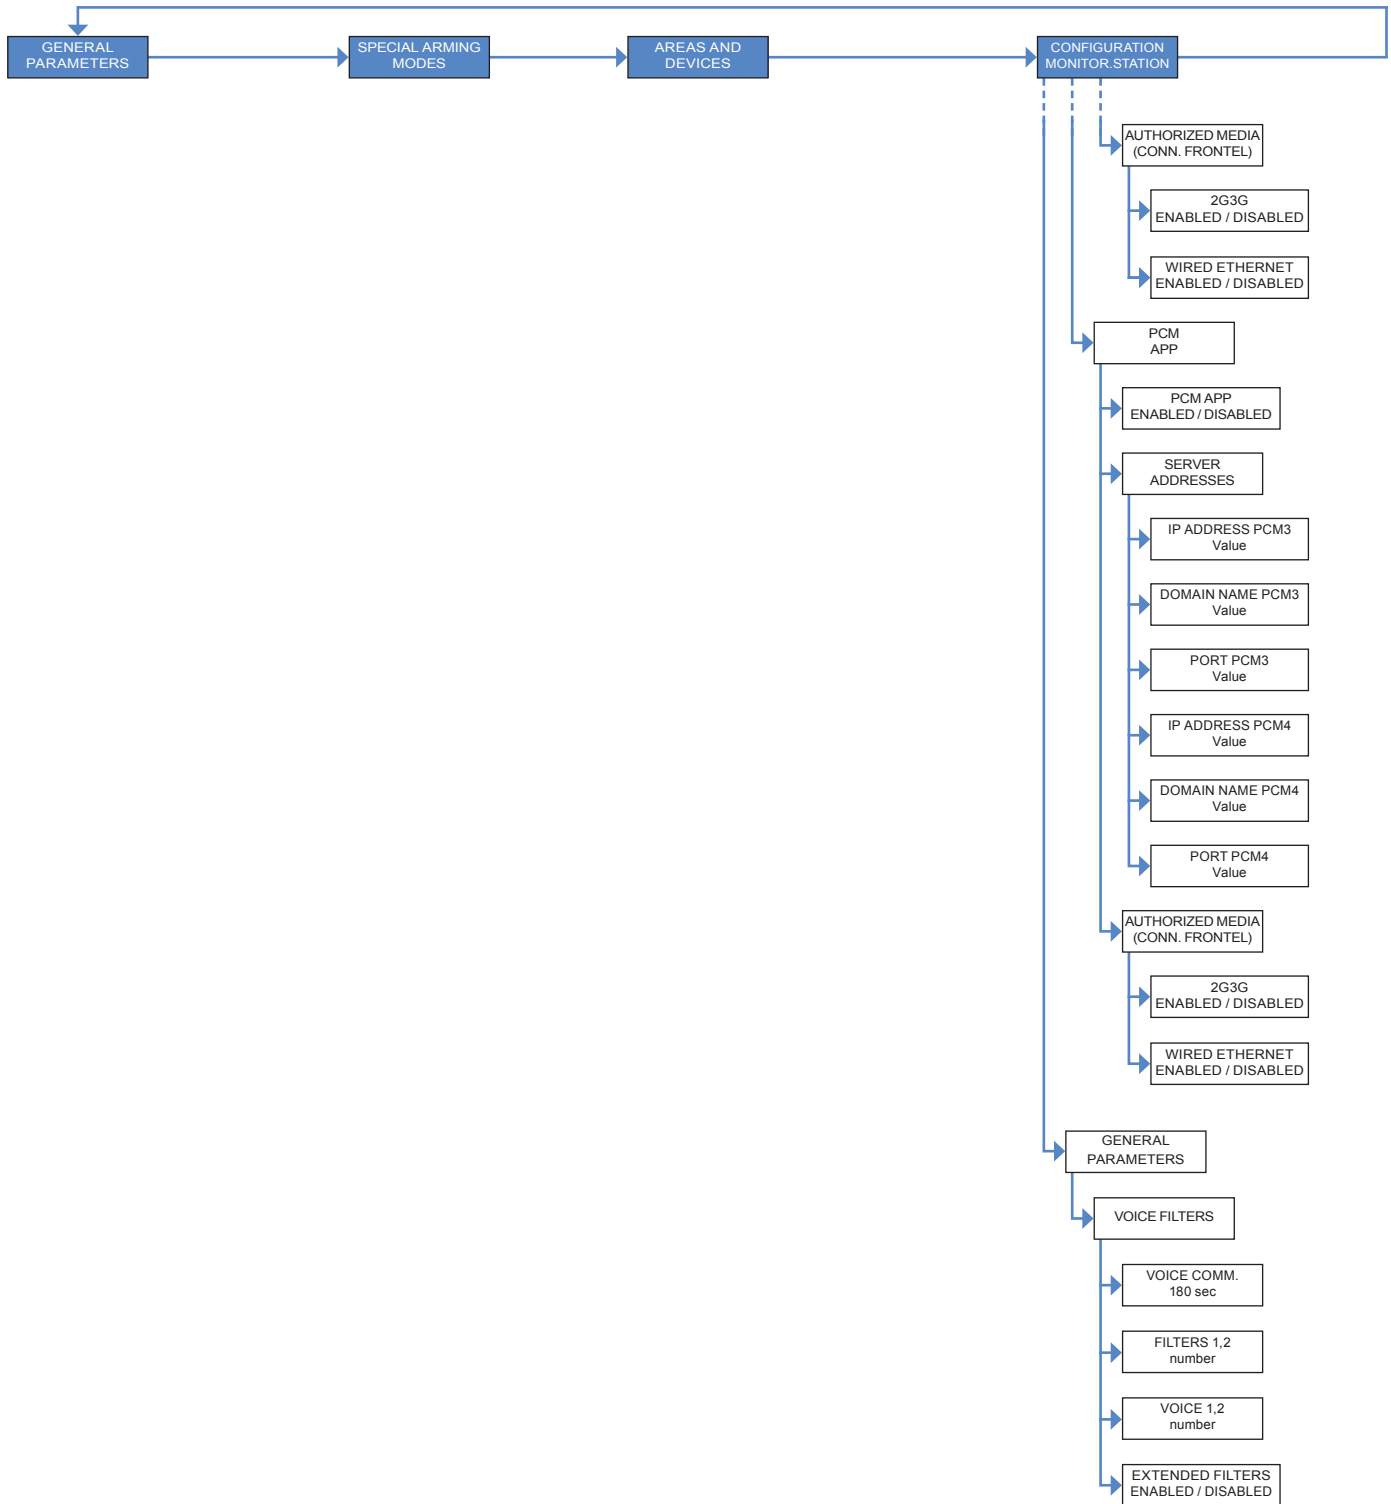 GENERAL
PARAMETERS
SPECIAL ARMING
MODES
AREAS AND
DEVICES
CONFIGURATION
MONITOR.STATION
AUTHORIZED MEDIA
(CONN. FRONTEL)
2G3G
ENABLED / DISABLED
WIRED ETHERNET
ENABLED / DISABLED
PCM
APP
PCM APP
ENABLED / DISABLED
SERVER
ADDRESSES
IP ADDRESS PCM3
Value
DOMAIN NAME PCM3
Value
PORT PCM3
Value
IP ADDRESS PCM4
Value
DOMAIN NAME PCM4
Value
PORT PCM4
Value
AUTHORIZED MEDIA
(CONN. FRONTEL)
2G3G
ENABLED / DISABLED
WIRED ETHERNET
ENABLED / DISABLED
GENERAL
PARAMETERS
VOICE FILTERS
VOICE COMM.
180 sec
FILTERS 1,2
number
VOICE 1,2
number
EXTENDED FILTERS
ENABLED / DISABLED